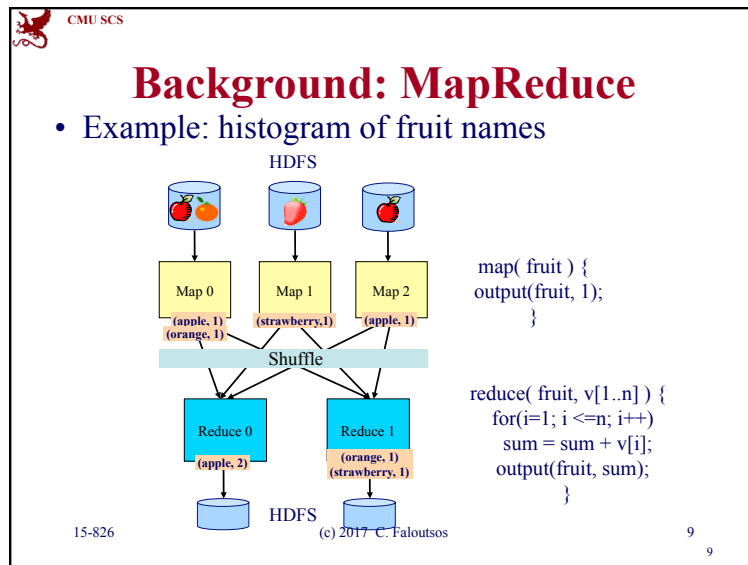 CMU SCS
Background: MapReduce
• Example: histogram of fruit names
HDFS
Map 0
Map 1
Map 2
(apple, 1)
(orange, 1)
(strawberry,1)
(apple, 1)
Shuffle
Reduce 0
(apple, 2)
Reduce 1
(orange, 1)
(strawberry, 1)
HDFS
map( fruit ) {
output(fruit, 1);
}
reduce( fruit, v[1..n] ) {
for(i=1; i <=n; i++)
sum = sum + v[i];
output(fruit, sum);
}
15-826
(c) 2017 C. Faloutsos
9
9